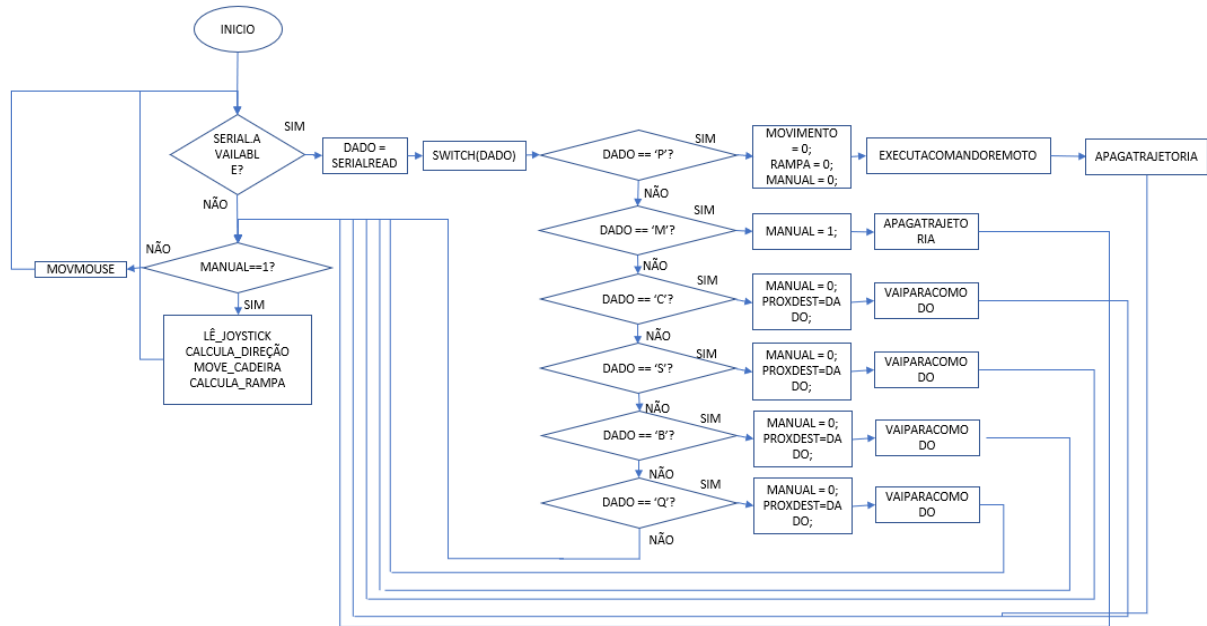 INICIO
SERIAL.A
VAILABL
E?
SIM
NÃO
DADO =
SERIALREAD
SWITCH(DADO)
DADO == ‘P’?
SIM
NÃO
MOVIMENTO
= 0;
RAMPA = 0;
MANUAL = 0;
EXECUTACOMANDOREMOTO
APAGATRAJETORIA
DADO == ‘M’?
SIM
NÃO
MANUAL = 1;
APAGATRAJETO
RIA
MANUAL==1?
NÃO
SIM
MOVMOUSE
LÊ_JOYSTICK
CALCULA_DIREÇÃO
MOVE_CADEIRA
CALCULA_RAMPA
DADO == ‘C’?
SIM
NÃO
MANUAL = 0;
PROXDEST=DA
DO;
VAIPARACOMO
DO
DADO == ‘S’?
SIM
NÃO
MANUAL = 0;
PROXDEST=DA
DO;
VAIPARACOMO
DO
DADO == ‘B’?
SIM
NÃO
MANUAL = 0;
PROXDEST=DA
DO;
VAIPARACOMO
DO
DADO == ‘Q’?
SIM
NÃO
MANUAL = 0;
PROXDEST=DA
DO;
VAIPARACOMO
DO